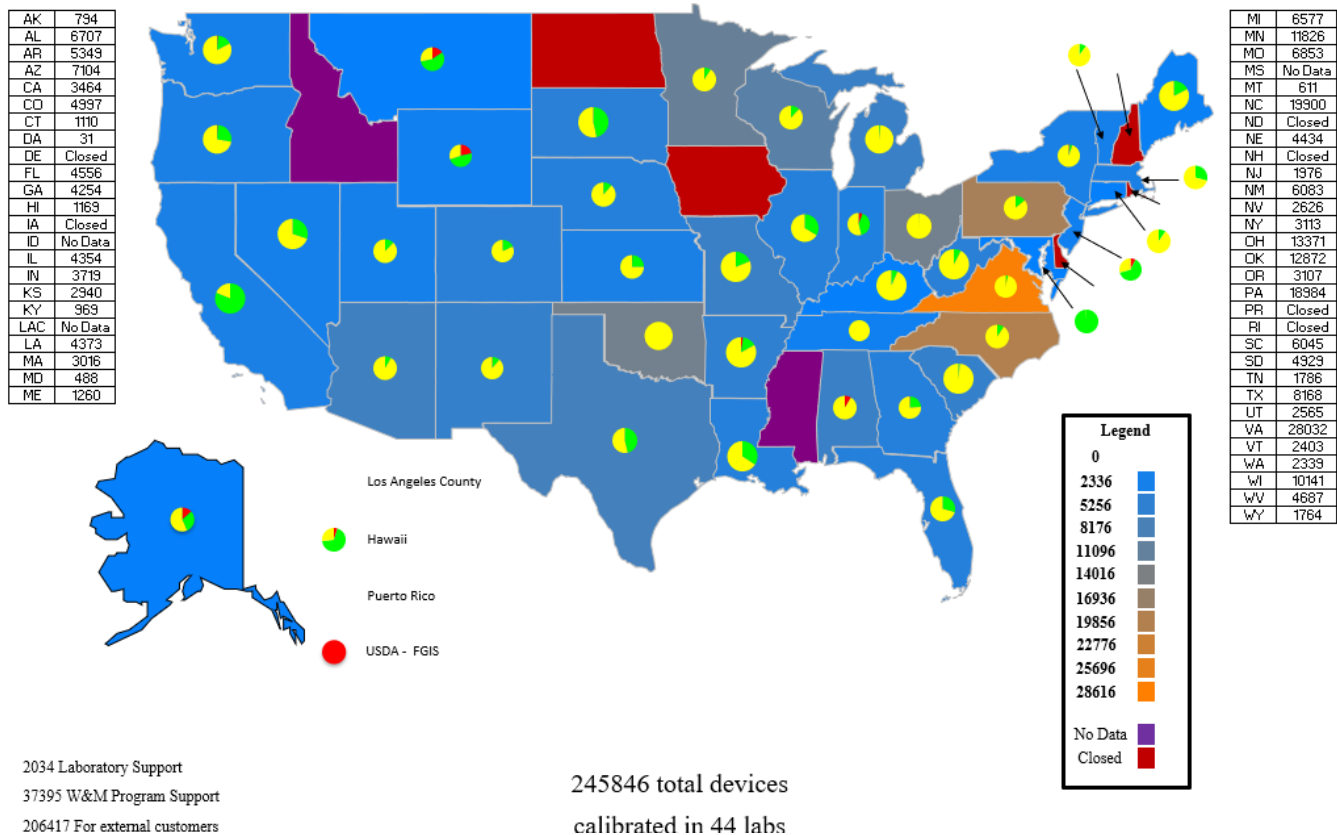 AK 794
AL 6707
AR 5349
AZ 7104
CA 3464
CO 4997
CT 1110
DA 31
DE Closed
FL 4556
GA 4254
HI 1169
IA Closed
ID No Data
IL 4354
IN 3719
KS 2940
KY 969
LAC No Data
LA 4373
MA 3016
MD 488
ME 1260
MI 6577
MN 11826
MO 6853
MS No Data
MT 611
NC 19900
ND Closed
NE 4434
NH Closed
NJ 1976
NM 6083
NV 2626
NY 3113
OH 13371
OK 12872
OR 3107
PA 18984
PR Closed
RI Closed
SC 6045
SD 4929
TN 1786
TX 8168
UT 2565
VA 28032
VT 2403
WA 2339
WI 10141
WV 4687
WY 1764
Los Angeles County
Hawaii
Puerto Rico
USDA - FGIS
Legend
0
2336
5256
8176
11096
14016
16936
19856
22776
25696
28616
No Data
Closed
2034 Laboratory Support
37395 W&M Program Support
206417 For external customers
245846 total devices
calibrated in 44 labs